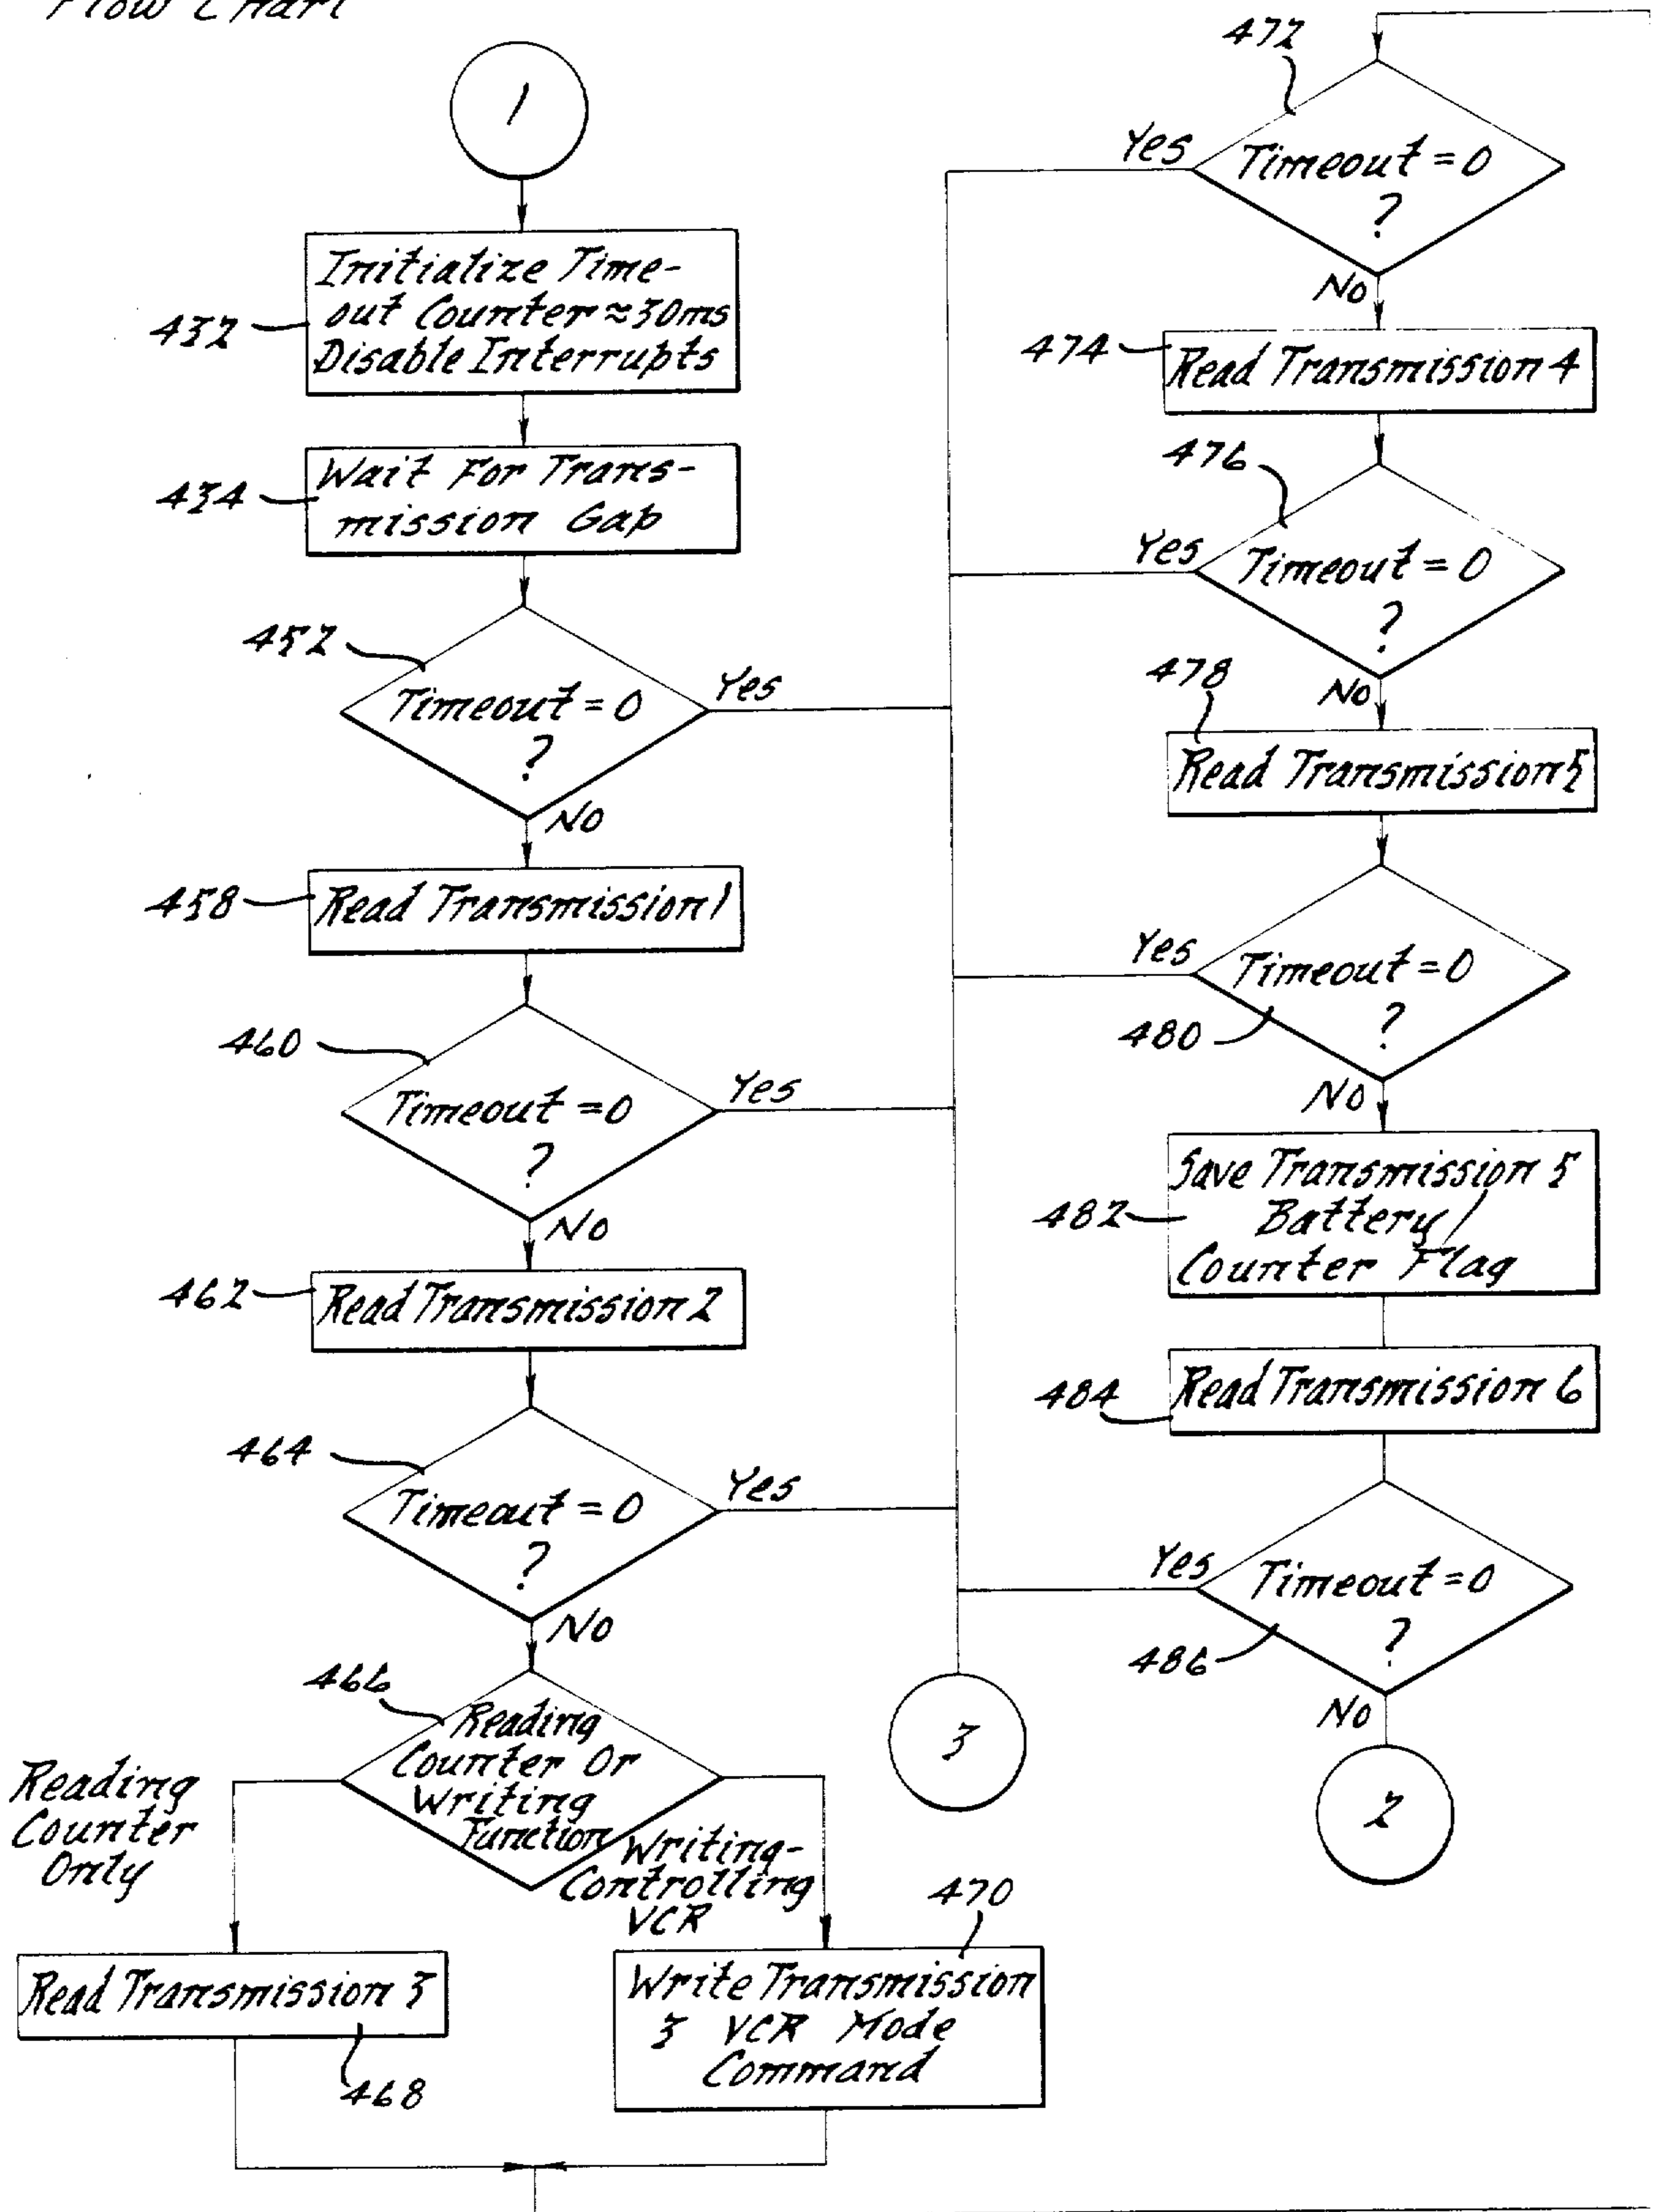 Flow Chart
1
432
Initialize Time-
out Counter ≈ 30ms
Disable Interrupts
434
Wait For Trans-
mission Gap
452
Timeout = 0
?
Yes
No
458
Read Transmission 1
460
Timeout = 0
?
Yes
No
462
Read Transmission 2
464
Timeout = 0
?
Yes
No
466
Reading
Counter Or
Writing
Function
Reading
Counter
Only
Writing-
Controlling
VCR
Read Transmission 3
468
470
Write Transmission
3 VCR Mode
Command
472
Yes
Timeout = 0
?
No
474
Read Transmission 4
476
Yes
Timeout = 0
?
No
478
Read Transmission 5
Yes
Timeout = 0
?
480
No
482
Save Transmission 5
Battery/
Counter Flag
484
Read Transmission 6
Yes
Timeout = 0
?
486
No
3
2